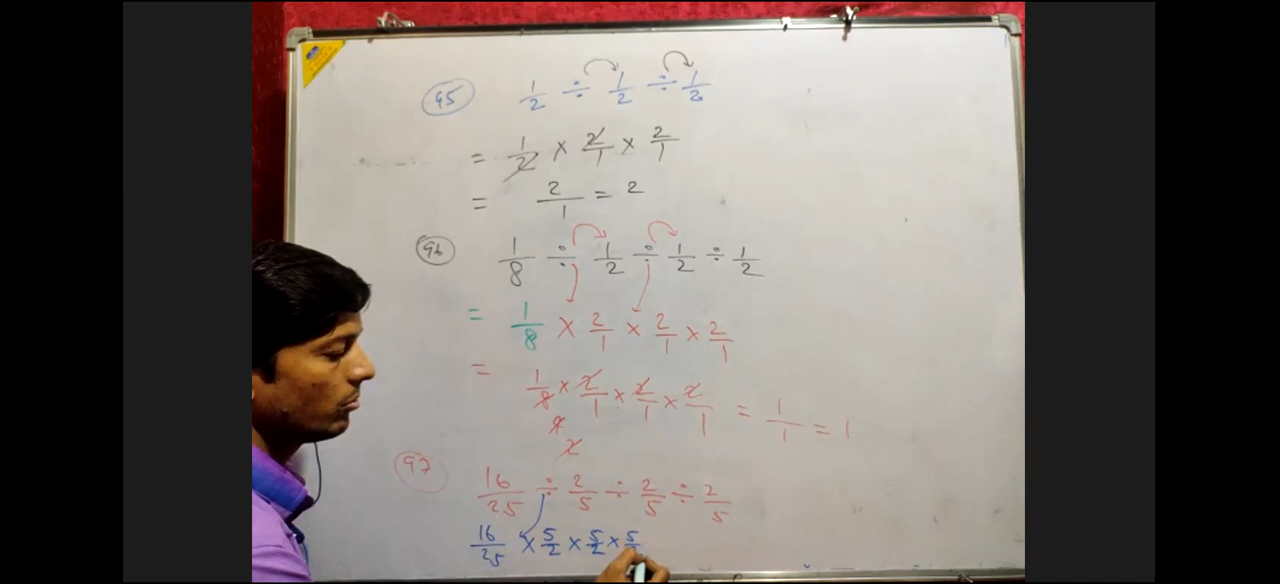 95 1/2 ÷ 1/2 ÷ 1/2
= 1/2 × 2/1 × 2/1
= 2/1 = 2
96 1/8 ÷ 1/2 ÷ 1/2 ÷ 1/2
= 1/8 × 2/1 × 2/1 × 2/1
= 1/8 × 2/1 × 2/1 × 2/1 = 1/1 = 1
4
2
97 16/25 ÷ 2/5 ÷ 2/5 ÷ 2/5
16/25 × 5/2 × 5/2 × 5/